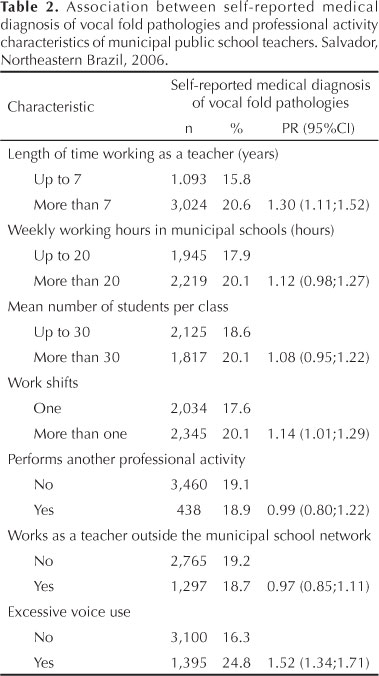 Table 2. Association between self-reported medical
diagnosis of vocal fold pathologies and professional activity
characteristics of municipal public school teachers. Salvador,
Northeastern Brazil, 2006.
Self-reported medical diagnosis
of vocal fold pathologies
Characteristic
n % PR (95%CI)
Length of time working as a teacher (years)
Up to 7 1.093 15.8
More than 7 3,024 20.6 1.30 (1.11;1.52)
Weekly working hours in municipal schools (hours)
Up to 20 1,945 17.9
More than 20 2,219 20.1 1.12 (0.98;1.27)
Mean number of students per class
Up to 30 2,125 18.6
More than 30 1,817 20.1 1.08 (0.95;1.22)
Work shifts
One 2,034 17.6
More than one 2,345 20.1 1.14 (1.01;1.29)
Performs another professional activity
No 3,460 19.1
Yes 438 18.9 0.99 (0.80;1.22)
Works as a teacher outside the municipal school network
No 2,765 19.2
Yes 1,297 18.7 0.97 (0.85;1.11)
Excessive voice use
No 3,100 16.3
Yes 1,395 24.8 1.52 (1.34;1.71)